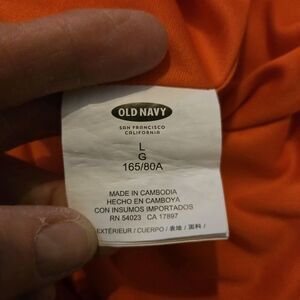 OLD NAVY
SAN FRANCISCO
CALIFORNIA
L
G
165/80A
MADE IN CAMBODIA
HECHO EN CAMBOYA
CON INSUMOS IMPORTADOS
RN 54023 CA 17897
EXTÉRIEUR / CUERPO / 表地 / 面料 /